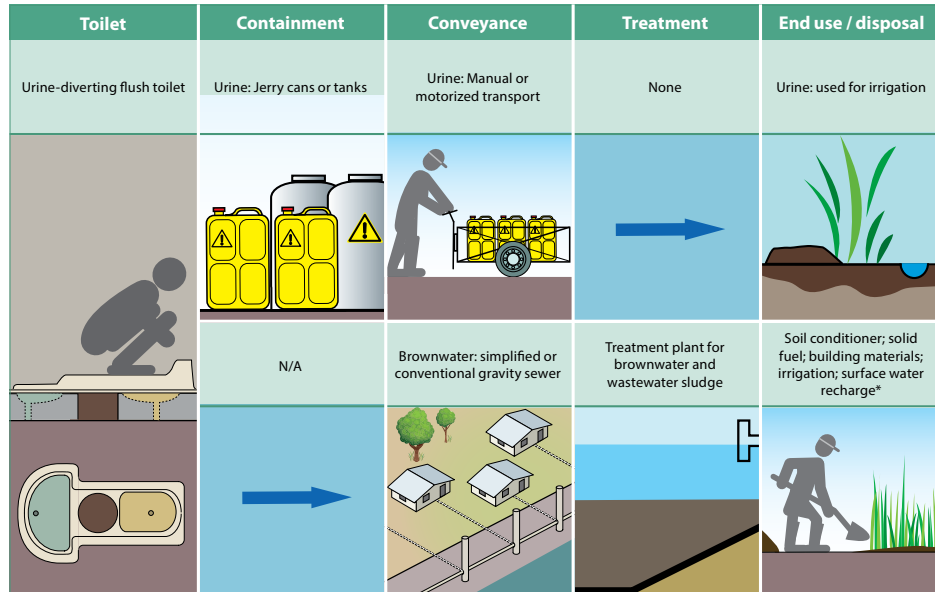 Toilet
Containment
Conveyance
Treatment
End use / disposal
Urine-diverting flush toilet
Urine: Jerry cans or tanks
Urine: Manual or
motorized transport
None
Urine: used for irrigation
N/A
Brownwater: simplified or
conventional gravity sewer
Treatment plant for
brownwater and
wastewater sludge
Soil conditioner; solid
fuel; building materials;
irrigation; surface water
recharge*